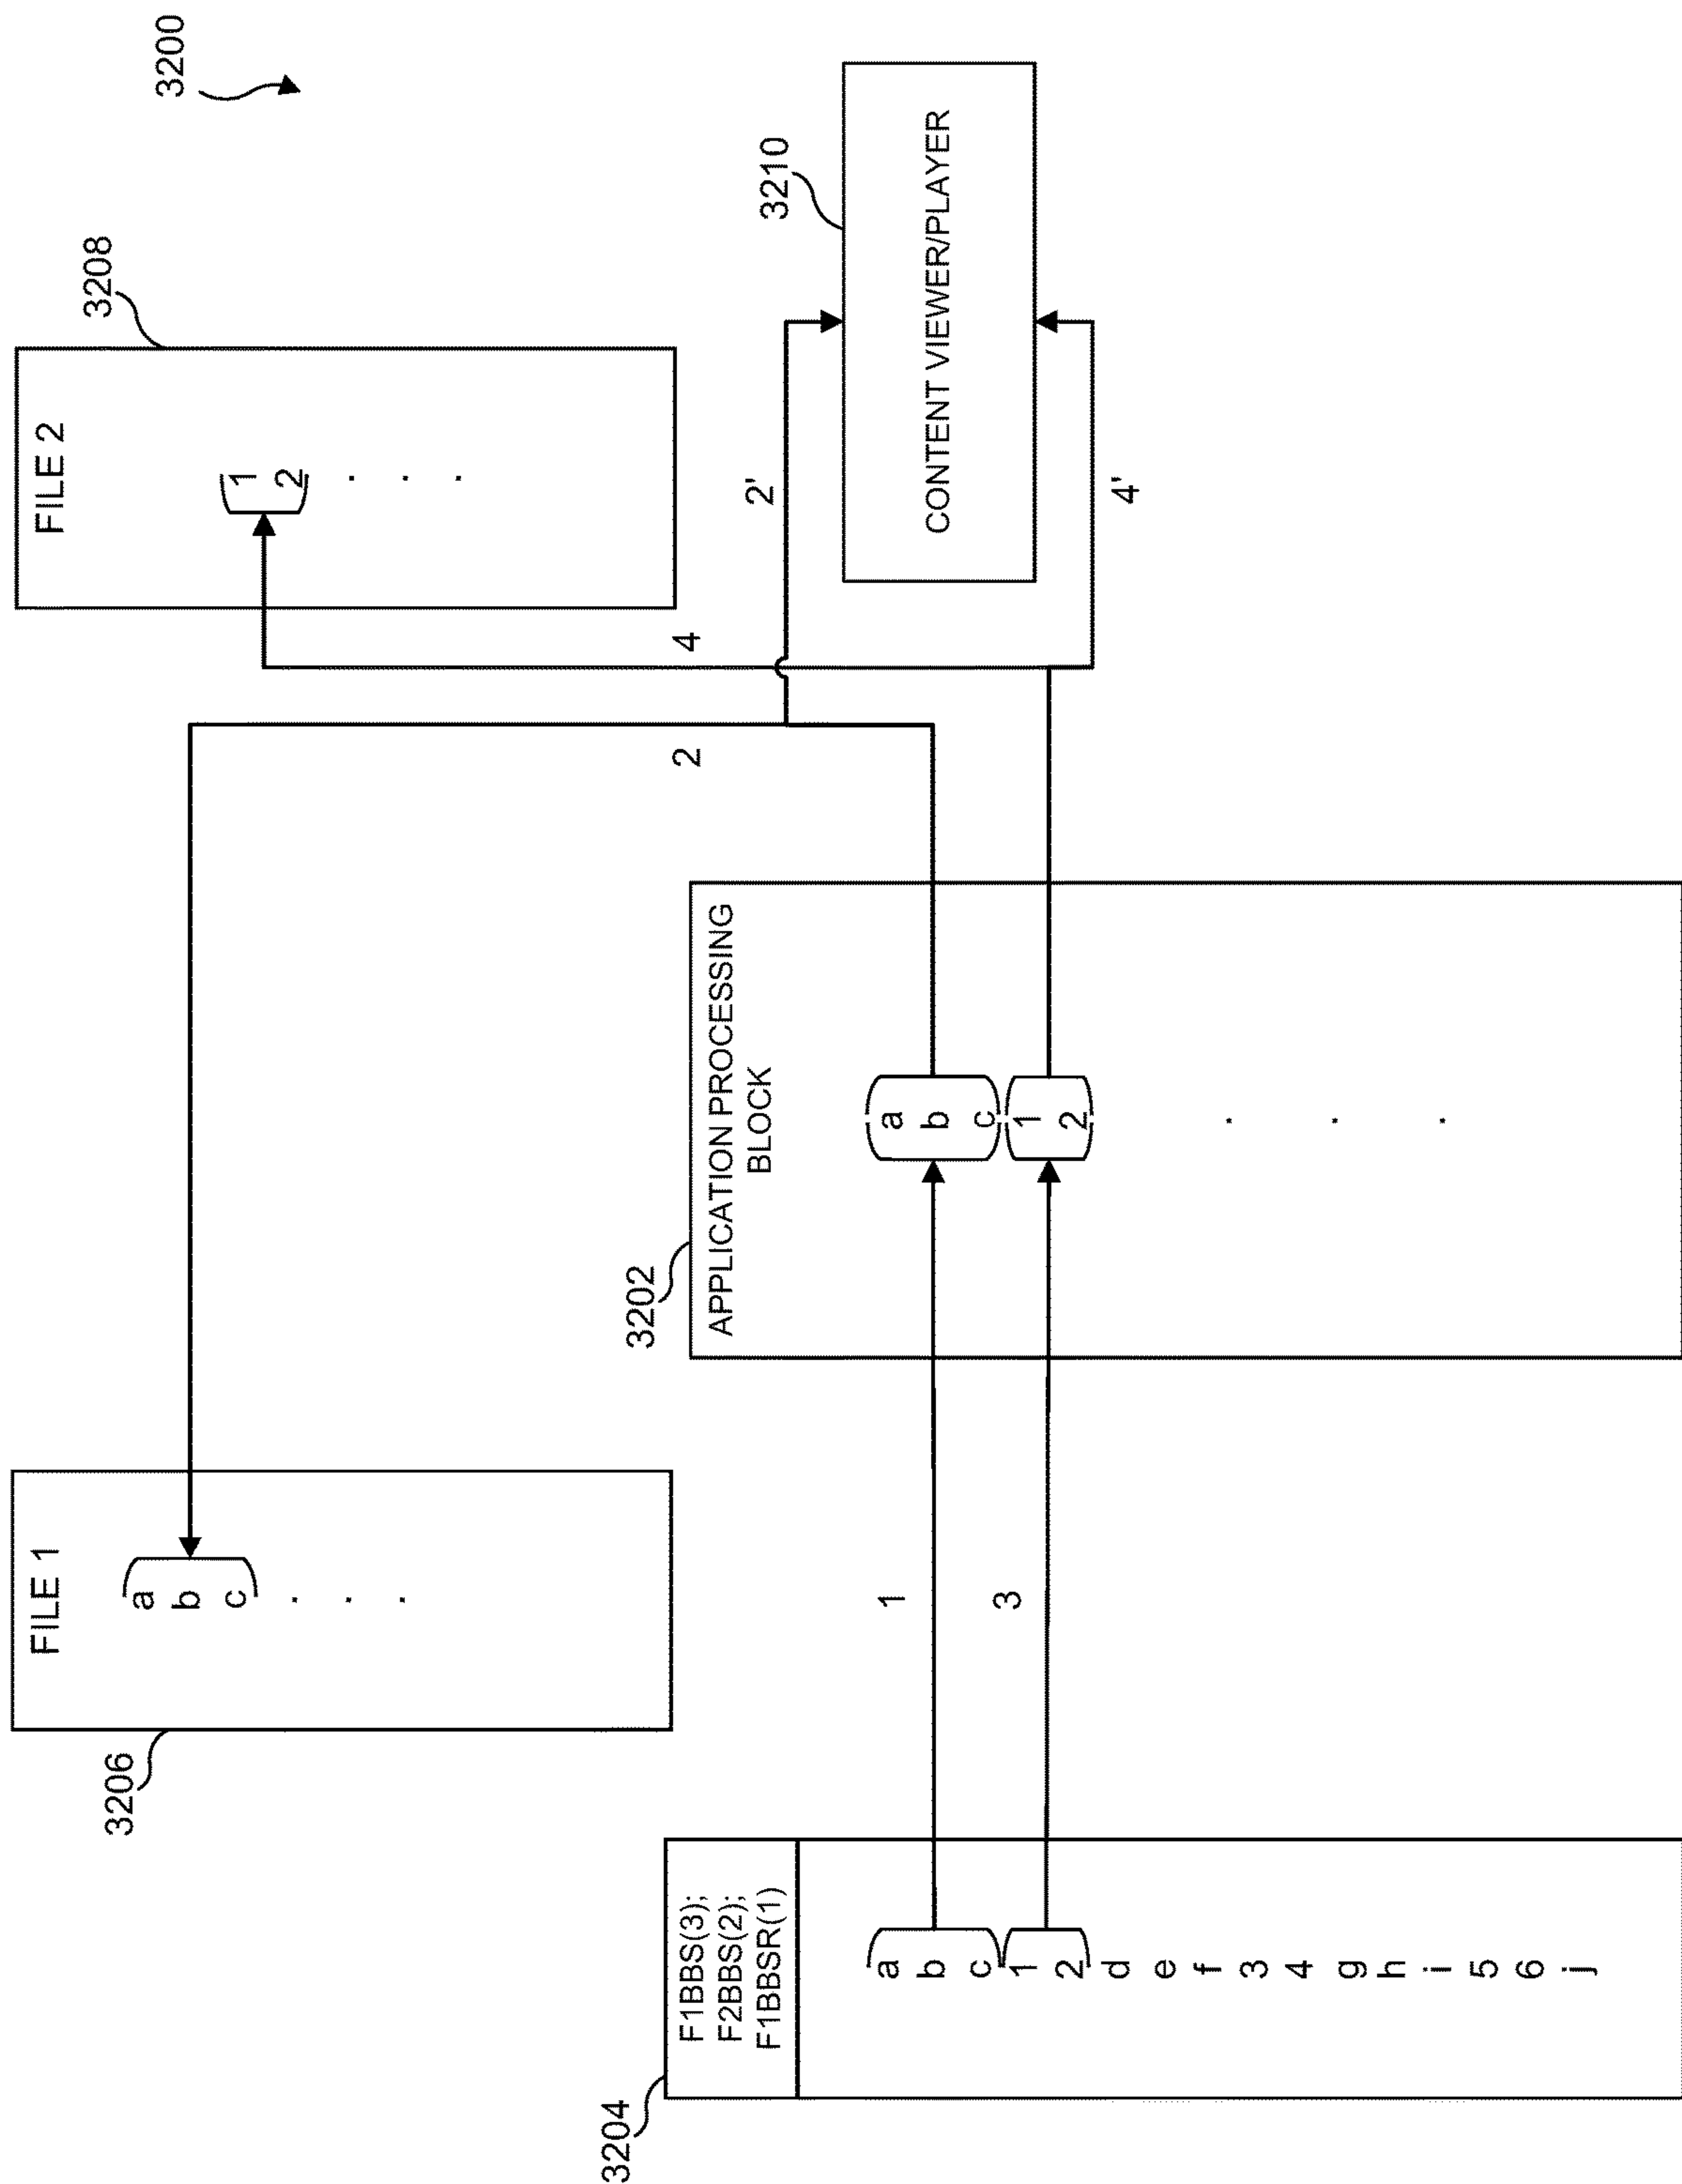 3200
FILE 1
a
b
c
.
.
.
3206
FILE 2
1
2
.
.
.
3208
2
4
2'
3210
CONTENT VIEWER/PLAYER
4'
3202
APPLICATION PROCESSING
BLOCK
a
b
c
1
2
.
.
.
1
3
3204
F1BBS(3);
F2BBS(2);
F1BBSR(1)
a
b
c
1
2
d
e
f
3
4
g
h
i
5
6
j